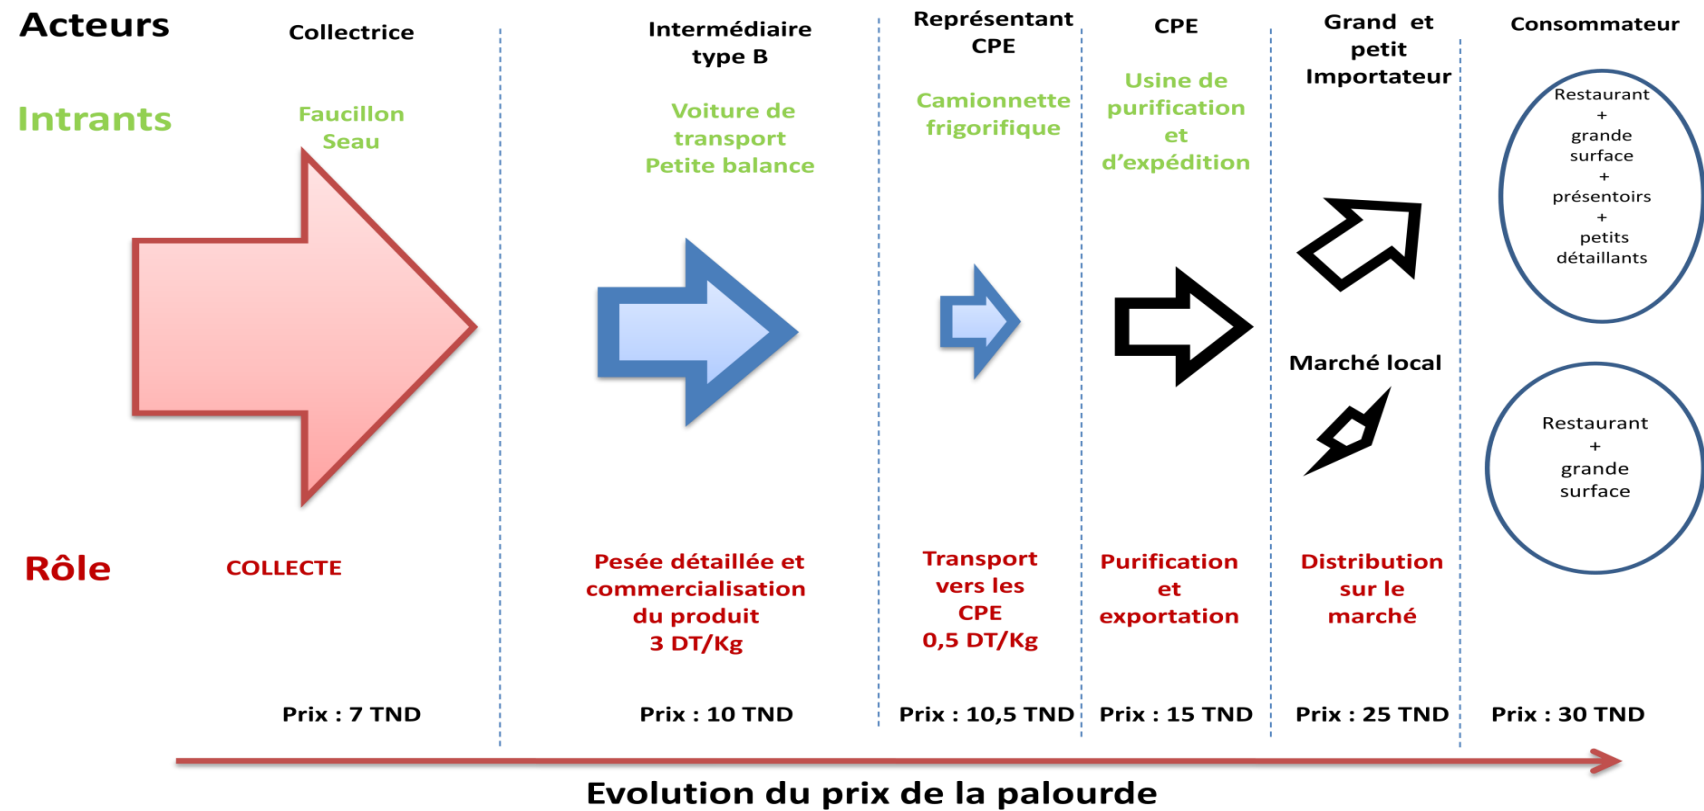 Acteurs
Collectrice
Intermédiaire
type B
Représentant
CPE
CPE
Grand et
petit
Importateur
Consommateur
Intrants
Faucillon
Seau
Voiture de
transport
Petite balance
Camionnette
frigorifique
Usine de
purification
et
d'expédition
Restaurant
+
grande
surface
+
présentoirs
+
petits
détaillants
Marché local
Restaurant
+
grande
surface
Rôle
COLLECTE
Pesée détaillée et
commercialisation
du produit
3 DT/Kg
Transport
vers les
CPE
0,5 DT/Kg
Purification
et
exportation
Distribution
sur le
marché
Prix : 7 TND
Prix : 10 TND
Prix : 10,5 TND
Prix : 15 TND
Prix : 25 TND
Prix : 30 TND
Evolution du prix de la palourde